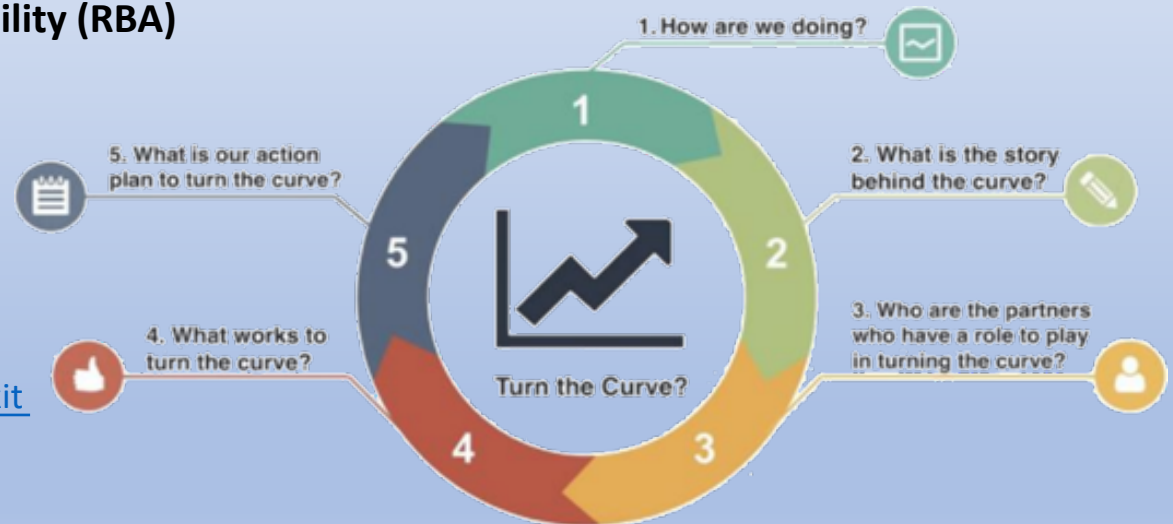 ility (RBA)
1. How are we doing?
1
2. What is the story
behind the curve?
2
3. Who are the partners
who have a role to play
in turning the curve?
3
4. What works to
turn the curve?
4
5. What is our action
plan to turn the curve?
5
Turn the Curve?
it